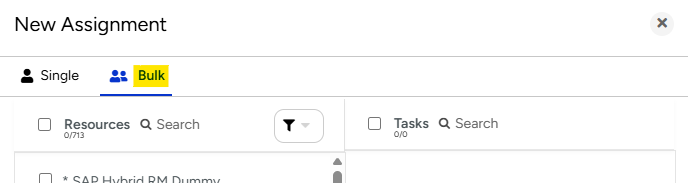 New Assignment
Single
Bulk
Resources Search
0/713
Tasks Search
0/0
* SAP Hybrid RM Dummy